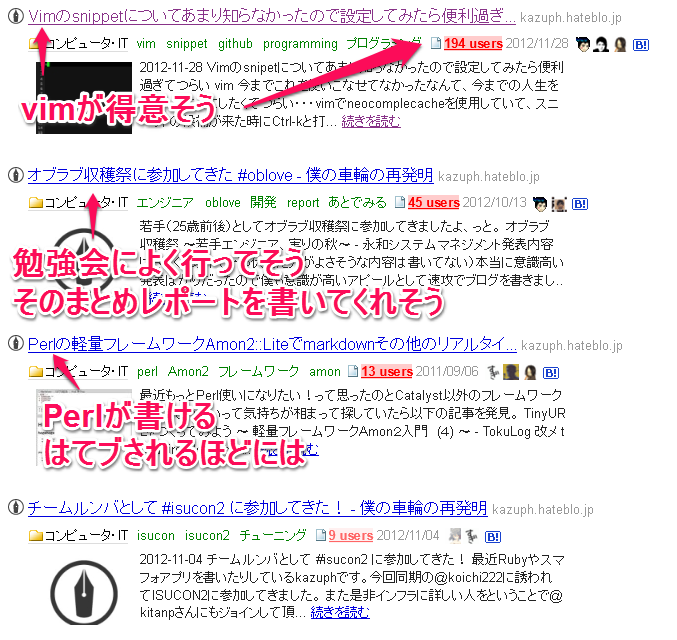 Vimのsnippetについてあまり知らなかったので設定してみたら便利過ぎ... kazuph.hateblo.jp
コンピュータ・IT vim snippet github programming プログラミング 194 users 2012/11/28 B!
2012-11-28 Vimのsnipetについてあまり知らなかったので設定してみたら便利
過ぎてつらい vim 今までこれを使いこなせてなかったなんて、今までの人生を
したくてつらい・・・vimでneocomplecacheを使用していて、スニ
が来た時にCtrl-kと打... 続きを読む
vimが得意そう
オブラブ収穫祭に参加してきた #oblove - 僕の車輪の再発明 kazuph.hateblo.jp
コンピュータ・IT エンジニア oblove 開発 report あとでみる 45 users 2012/10/13 B!
若手(25歳前後)としてオブラブ収穫祭に参加してきましたよ、っと。 オブラブ
収穫祭 ～若手エンジニア、実りの秋～ - 永和システムマネジメント発表内容
がよさそうな内容は書いてない)本当に意識高い
発表ばかりだったので僕も意識が高いアピールとして速攻でブログを書きまし..
勉強会によく行ってそう
そのまとめレポートを書いてくれそう
Perlの軽量フレームワークAmon2::Liteでmarkdownその他のリアルタイ... kazuph.hateblo.jp
コンピュータ・IT perl Amon2 フレームワーク amon 13 users 2011/09/06 B!
最近もっとPerl使いになりたい！って思ったのとCatalyst以外のフレームワーク
って気持ちが相まって探していたら以下の記事を発見。 TinyUR
つくってみよう ～ 軽量フレームワークAmon2入門 (4) ～ - TokuLog 改メ t
Perlが書ける
はてブされるほどには
チームルンバとして #isucon2 に参加してきた！ - 僕の車輪の再発明 kazuph.hateblo.jp
コンピュータ・IT isucon isucon2 チューニング 9 users 2012/11/04 B!
2012-11-04 チームルンバとして #isucon2 に参加してきた！ 最近Rubyやスマ
フォアプリを書いたりしているkazuphです。今回同期の@koichi222に誘われ
てISUCON2に参加してきました。 また是非インフラに詳しい人をということで@
kitanpさんにもジョインして頂... 続きを読む